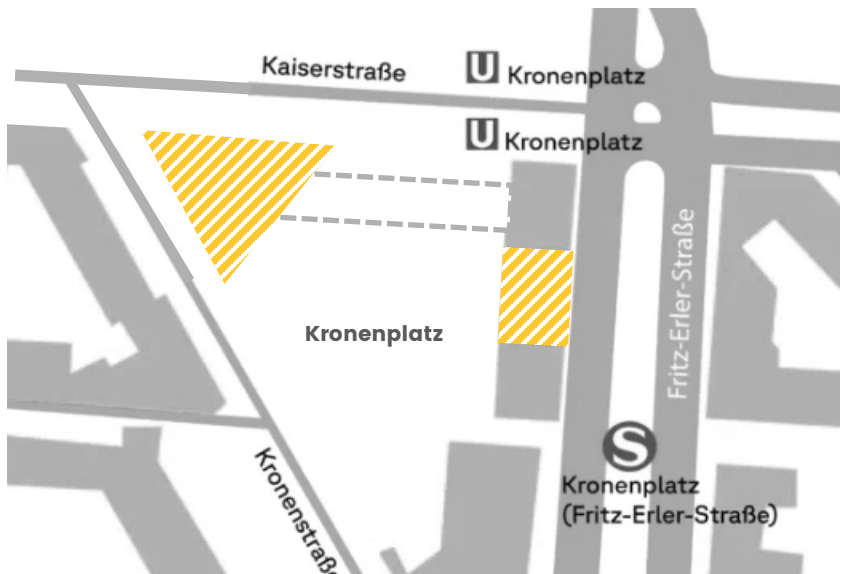 Kaiserstraße
U Kronenplatz
U Kronenplatz
Fritz-Erler-Straße
Kronenplatz
S
Kronenplatz
(Fritz-Erler-Straße)
Kronenstraße